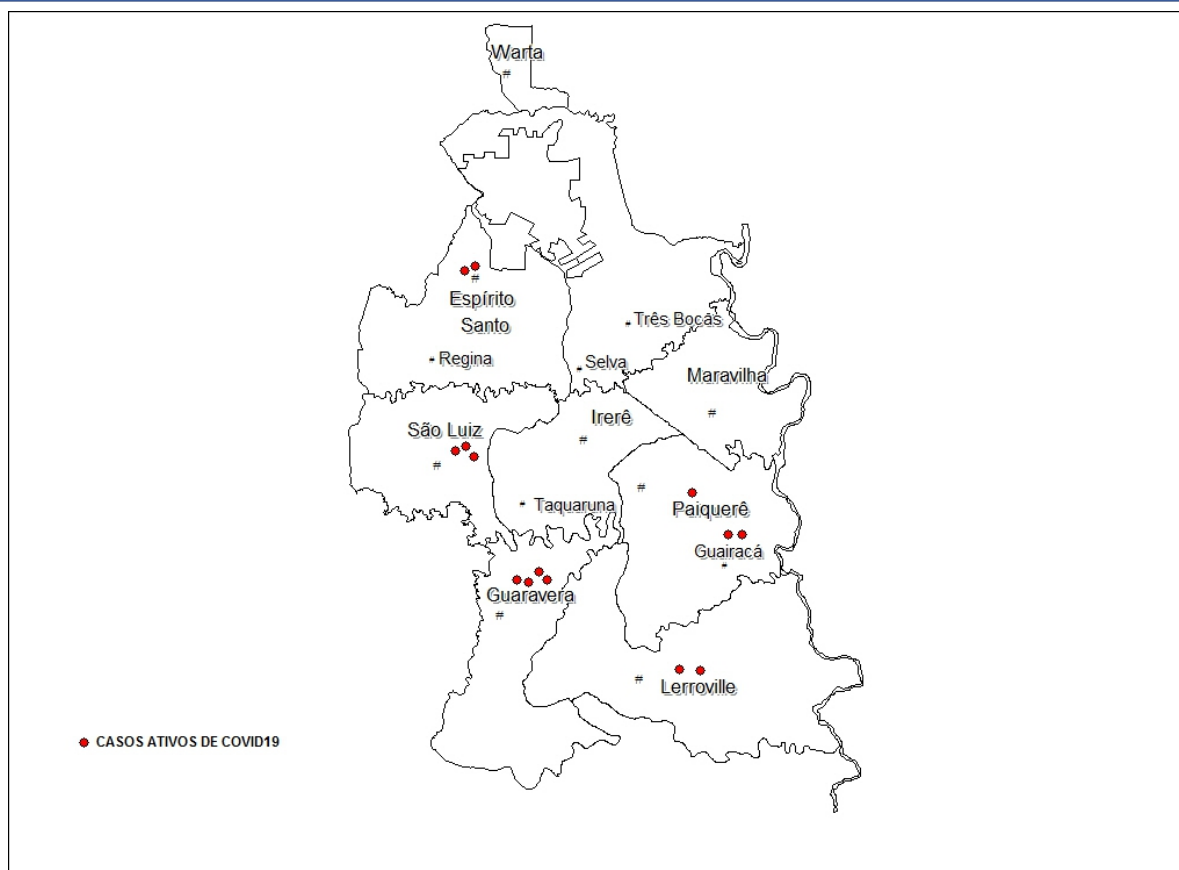 Warta
#
#
Espírito
Santo
Três Bocas
Regina
Selva
Maravilha
#
São Luiz
#
Irerê
#
#
Paiquerê
Taquaruna
Guairacá
Guaravera
#
#
Lerroville
CASOS ATIVOS DE COVID19